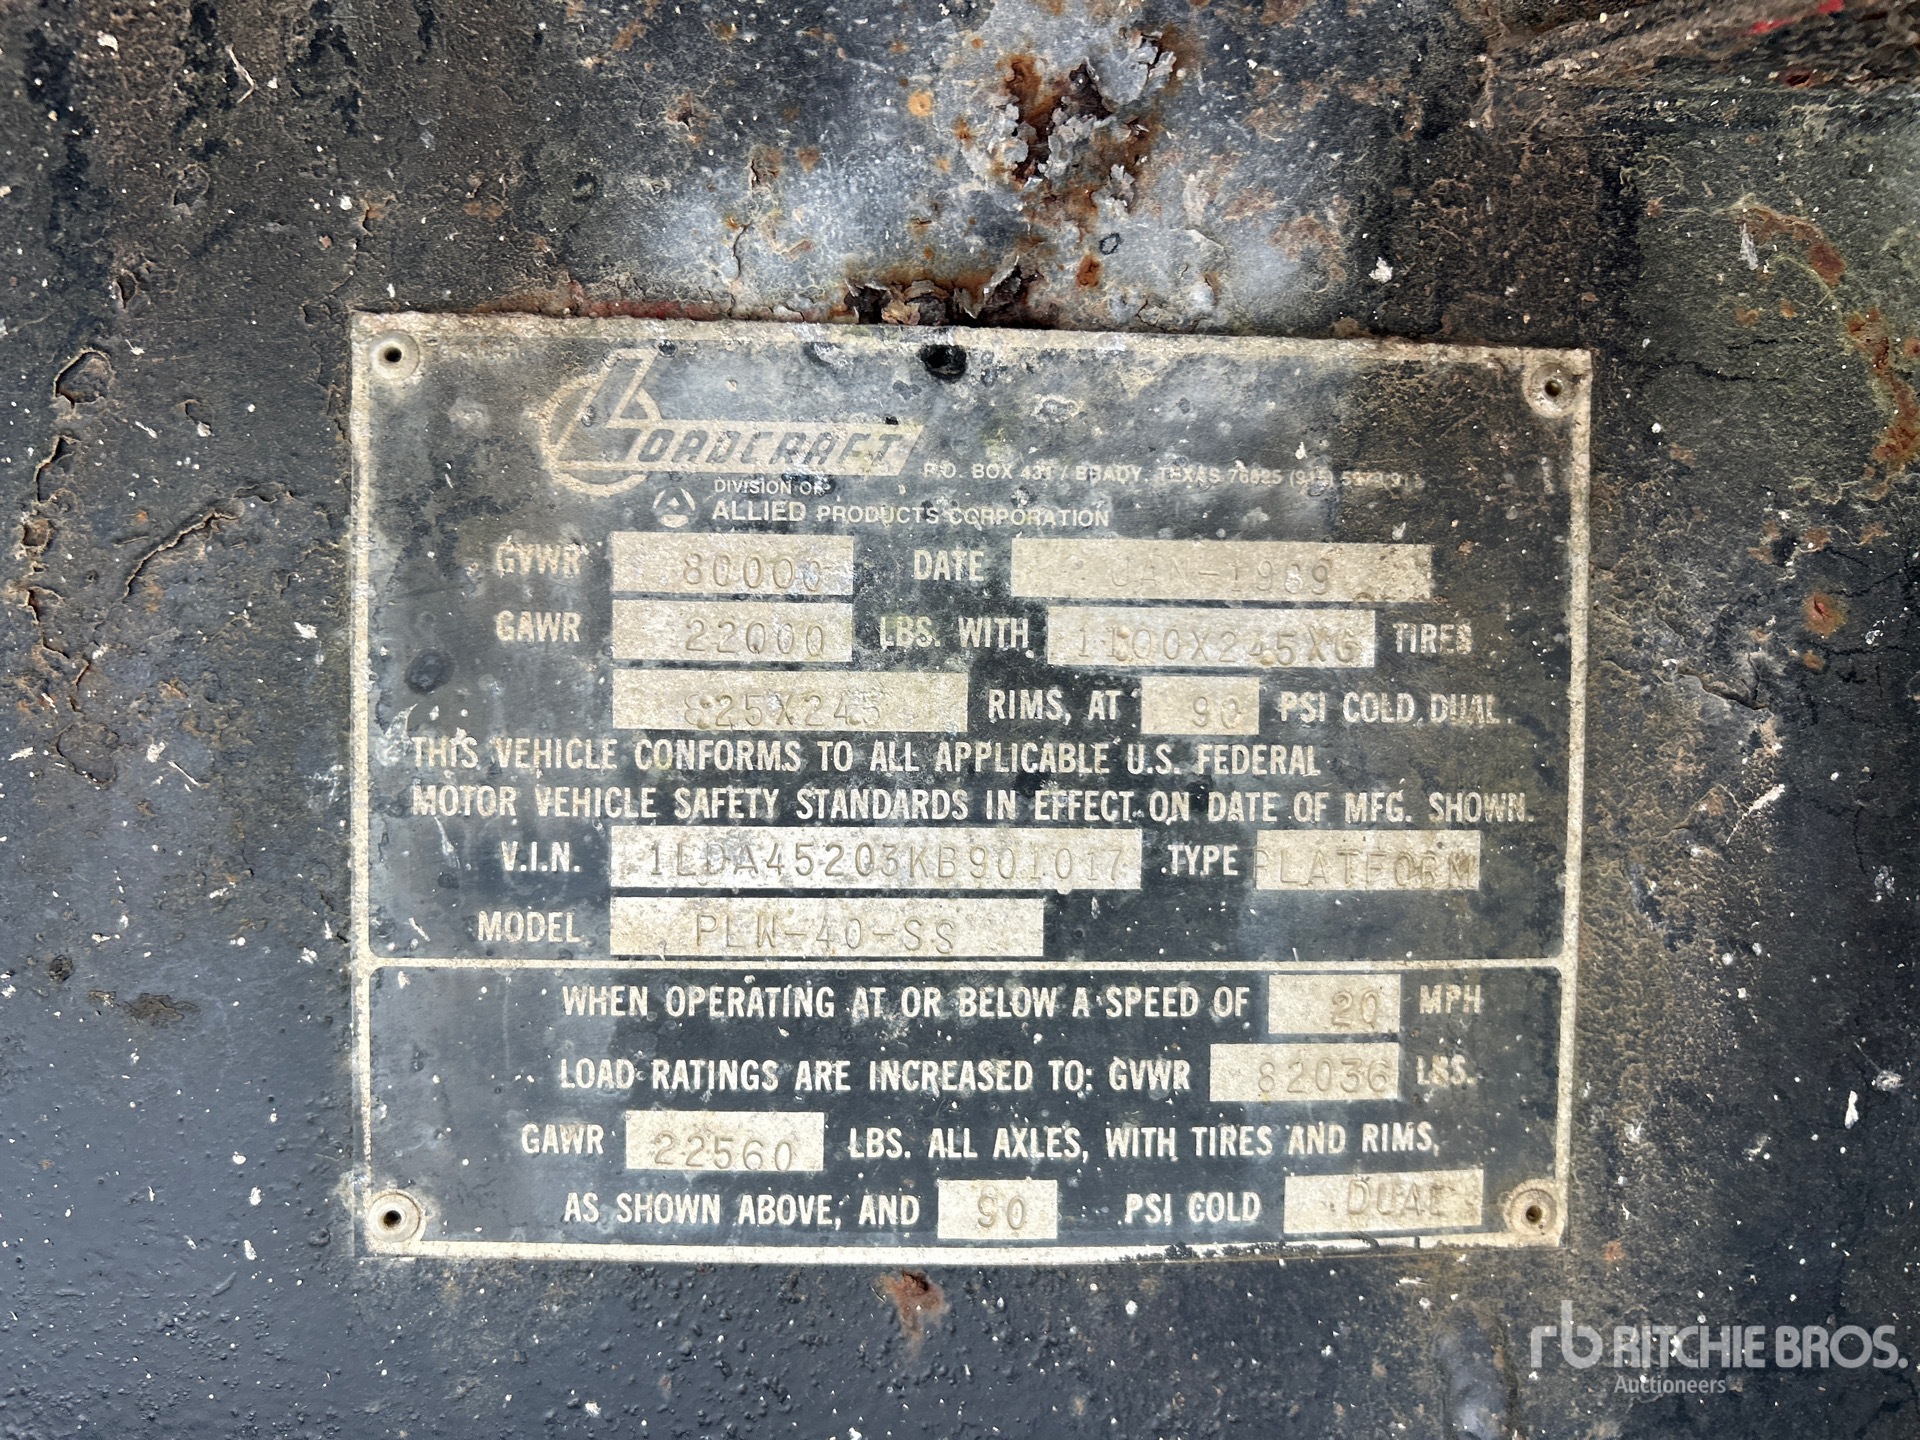 LOADCRAFT
P.O. BOX 431 / BRADY, TEXAS 76825 (915)
DIVISION OF
ALLIED PRODUCTS CORPORATION
GVWR 80000 DATE JAN-1989
GAWR 22000 LBS. WITH 1100X245XG TIRES
825X245 RIMS, AT 90 PSI COLD DUAL.
THIS VEHICLE CONFORMS TO ALL APPLICABLE U.S. FEDERAL
MOTOR VEHICLE SAFETY STANDARDS IN EFFECT ON DATE OF MFG. SHOWN.
V.I.N. 1LDA45203KB901017 TYPE PLATFORM
MODEL PLW-40-SS
WHEN OPERATING AT OR BELOW A SPEED OF 20 MPH
LOAD RATINGS ARE INCREASED TO: GVWR 82036 LBS.
GAWR 22560 LBS. ALL AXLES, WITH TIRES AND RIMS,
AS SHOWN ABOVE, AND 90 PSI COLD DUAL
rb RITCHIE BROS.
Auctioneers